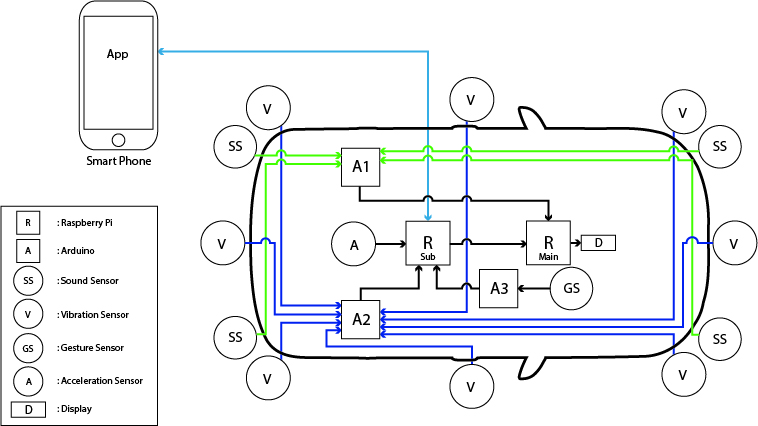 App
Smart Phone
V
V
V
SS
SS
A1
V
A
R
Sub
R
Main
D
V
A3
GS
A2
SS
SS
V
V
V
R : Raspberry Pi
A : Arduino
SS : Sound Sensor
V : Vibration Sensor
GS : Gesture Sensor
A : Acceleration Sensor
D : Display